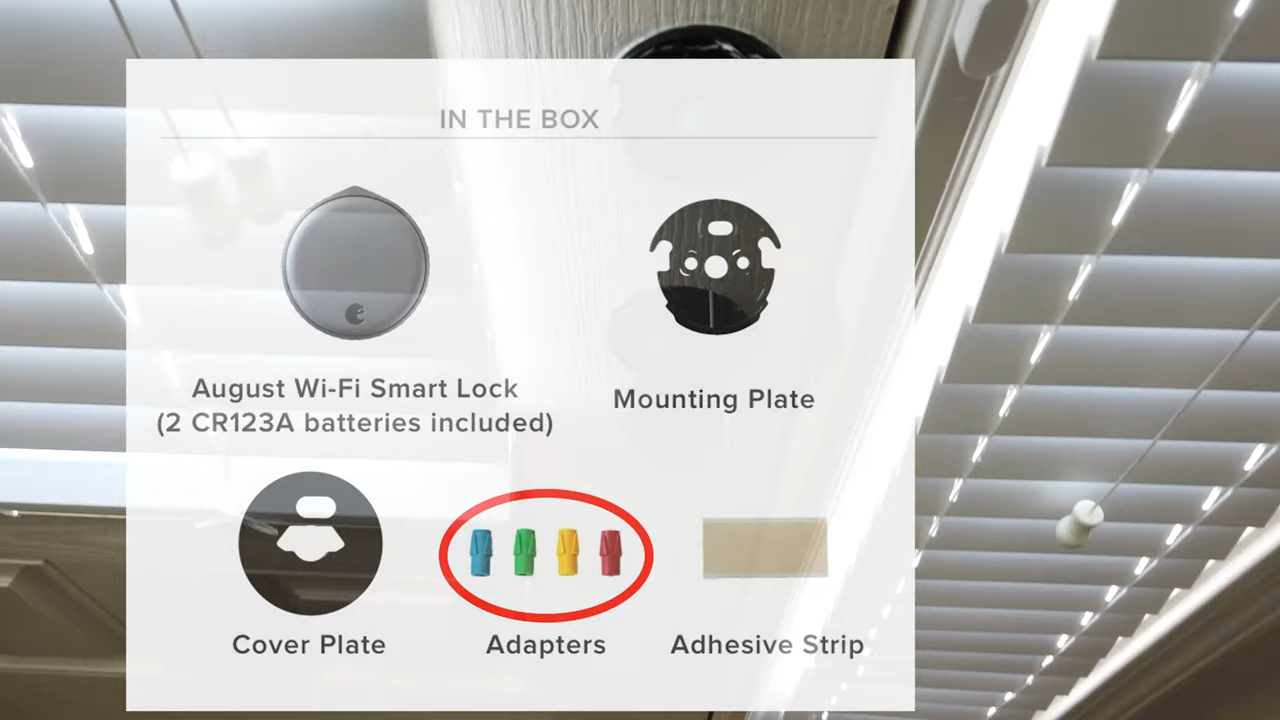 IN THE BOX
August Wi-Fi Smart Lock
(2 CR123A batteries included)
Mounting Plate
Cover Plate
Adapters
Adhesive Strip